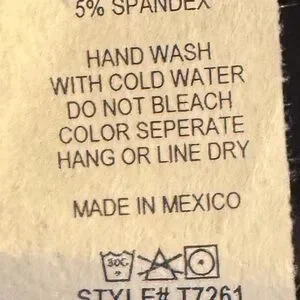 5% SPANDEX
HAND WASH
WITH COLD WATER
DO NOT BLEACH
COLOR SEPERATE
HANG OR LINE DRY
MADE IN MEXICO
STYLE# T7261